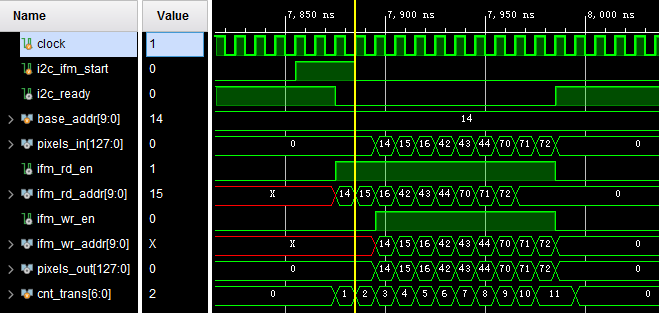 Name Value 7,850 ns 7,900 ns 7,950 ns 8,000 ns
clock 1
i2c_ifm_start 0
i2c_ready 0
base_addr[9:0] 14 14
pixels_in[127:0] 0 0 14 15 16 42 43 44 70 71 72 0
ifm_rd_en 1
ifm_rd_addr[9:0] 15 X 14 15 16 42 43 44 70 71 72 0
ifm_wr_en 0
ifm_wr_addr[9:0] X X 14 15 16 42 43 44 70 71 72 0
pixels_out[127:0] 0 0 14 15 16 42 43 44 70 71 72 0
cnt_trans[6:0] 2 0 1 2 3 4 5 6 7 8 9 10 11 0